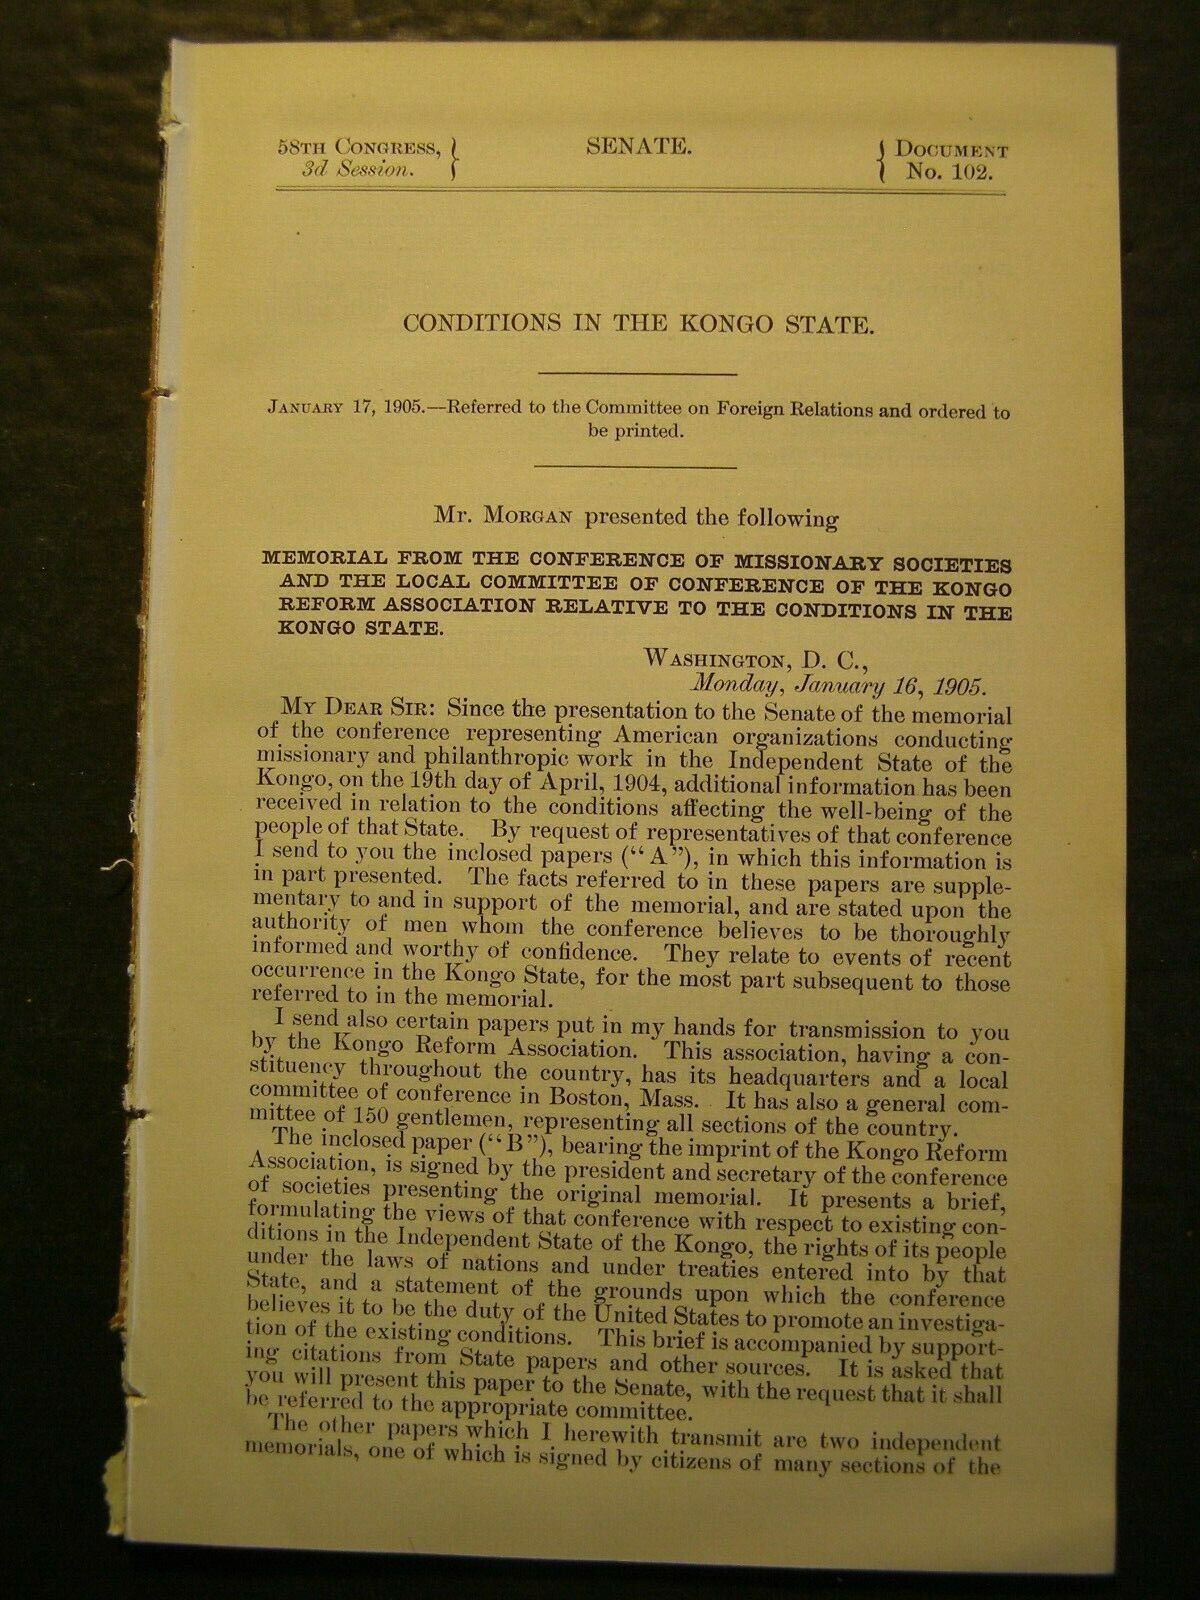 58TH CONGRESS, } SENATE. { DOCUMENT
3d Session. } { No. 102.
CONDITIONS IN THE KONGO STATE.
JANUARY 17, 1905.—Referred to the Committee on Foreign Relations and ordered to
be printed.
Mr. MORGAN presented the following
MEMORIAL FROM THE CONFERENCE OF MISSIONARY SOCIETIES
AND THE LOCAL COMMITTEE OF CONFERENCE OF THE KONGO
REFORM ASSOCIATION RELATIVE TO THE CONDITIONS IN THE
KONGO STATE.
WASHINGTON, D. C.,
Monday, January 16, 1905.
MY DEAR SIR: Since the presentation to the Senate of the memorial
of the conference representing American organizations conducting
missionary and philanthropic work in the Independent State of the
Kongo, on the 19th day of April, 1904, additional information has been
received in relation to the conditions affecting the well-being of the
people of that State. By request of representatives of that conference
I send to you the inclosed papers (“A”), in which this information is
in part presented. The facts referred to in these papers are supple-
mentary to and in support of the memorial, and are stated upon the
authority of men whom the conference believes to be thoroughly
informed and worthy of confidence. They relate to events of recent
occurrence in the Kongo State, for the most part subsequent to those
referred to in the memorial.
I send also certain papers put in my hands for transmission to you
by the Kongo Reform Association. This association, having a con-
stituency throughout the country, has its headquarters and a local
committee of conference in Boston, Mass. It has also a general com-
mittee of 150 gentlemen, representing all sections of the country.
The inclosed paper (“B”), bearing the imprint of the Kongo Reform
Association, is signed by the president and secretary of the conference
of societies presenting the original memorial. It presents a brief,
formulating the views of that conference with respect to existing con-
ditions in the Independent State of the Kongo, the rights of its people
under the laws of nations and under treaties entered into by that
State, and a statement of the grounds upon which the conference
believes it to be the duty of the United States to promote an investiga-
tion of the existing conditions. This brief is accompanied by support-
ing citations from State papers and other sources. It is asked that
you will present this paper to the Senate, with the request that it shall
be referred to the appropriate committee.
The other papers which I herewith transmit are two independent
memorials, one of which is signed by citizens of many sections of the